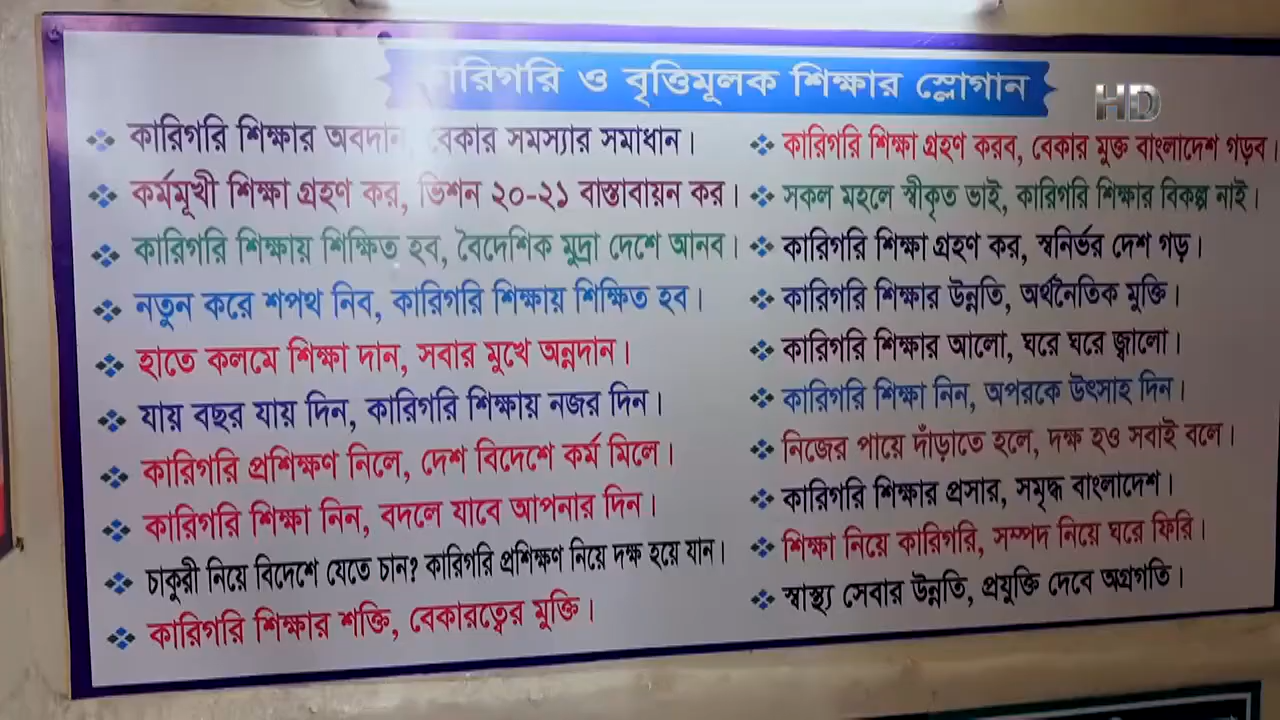 কারিগরি ও বৃত্তিমূলক শিক্ষার স্লোগান
HD
কারিগরি শিক্ষার অবদান, বেকার সমস্যার সমাধান।
কর্মমূখী শিক্ষা গ্রহণ কর, ভিশন ২০-২১ বাস্তাবায়ন কর।
কারিগরি শিক্ষায় শিক্ষিত হব, বৈদেশিক মুদ্রা দেশে আনব।
নতুন করে শপথ নিব, কারিগরি শিক্ষায় শিক্ষিত হব।
হাতে কলমে শিক্ষা দান, সবার মুখে অন্নদান।
যায় বছর যায় দিন, কারিগরি শিক্ষায় নজর দিন।
কারিগরি প্রশিক্ষণ নিলে, দেশ বিদেশে কর্ম মিলে।
কারিগরি শিক্ষা নিন, বদলে যাবে আপনার দিন।
চাকুরী নিয়ে বিদেশে যেতে চান? কারিগরি প্রশিক্ষণ নিয়ে দক্ষ হয়ে যান।
কারিগরি শিক্ষার শক্তি, বেকারত্বের মুক্তি।
কারিগরি শিক্ষা গ্রহণ করব, বেকার মুক্ত বাংলাদেশ গড়ব।
সকল মহলে স্বীকৃত ভাই, কারিগরি শিক্ষার বিকল্প নাই।
কারিগরি শিক্ষা গ্রহণ কর, স্বনির্ভর দেশ গড়।
কারিগরি শিক্ষার উন্নতি, অর্থনৈতিক মুক্তি।
কারিগরি শিক্ষার আলো, ঘরে ঘরে জ্বালো।
কারিগরি শিক্ষা নিন, অপরকে উৎসাহ দিন।
নিজের পায়ে দাঁড়াতে হলে, দক্ষ হও সবাই বলে।
কারিগরি শিক্ষার প্রসার, সমৃদ্ধ বাংলাদেশ।
শিক্ষা নিয়ে কারিগরি, সম্পদ নিয়ে ঘরে ফিরি।
স্বাস্থ্য সেবার উন্নতি, প্রযুক্তি দেবে অগ্রগতি।